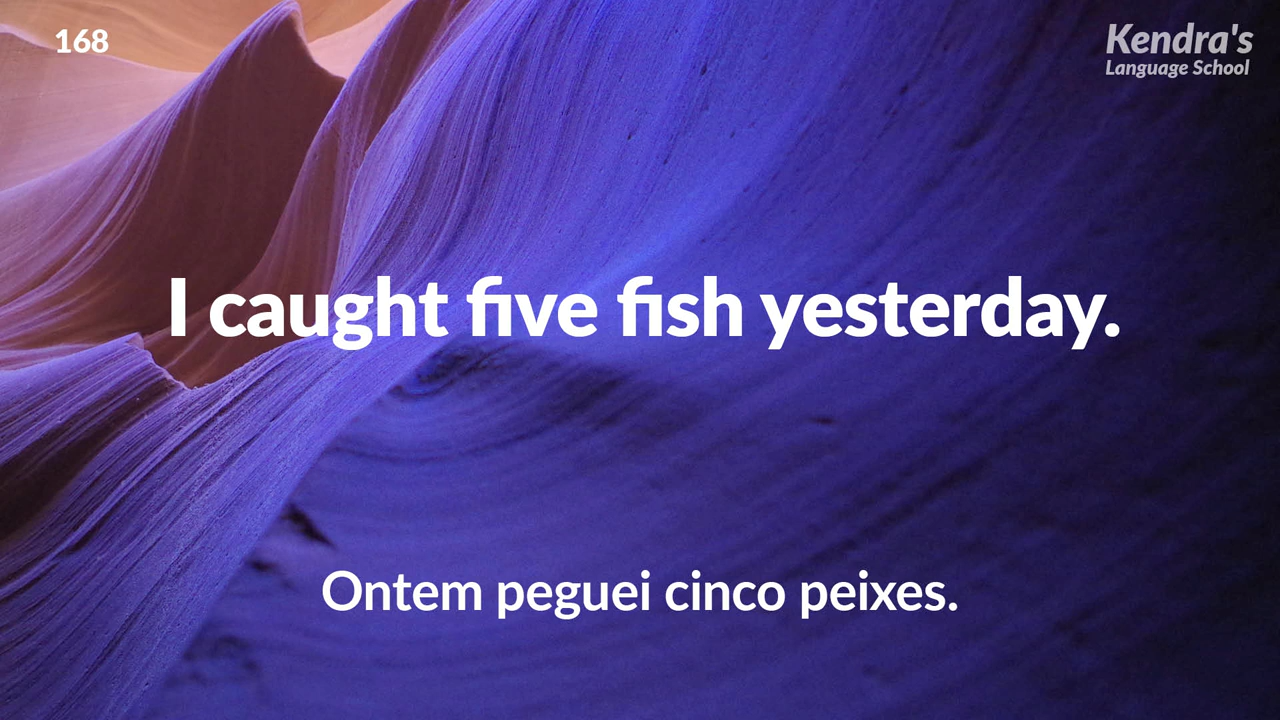 168
Kendra's
Language School
I caught five fish yesterday.
Ontem peguei cinco peixes.